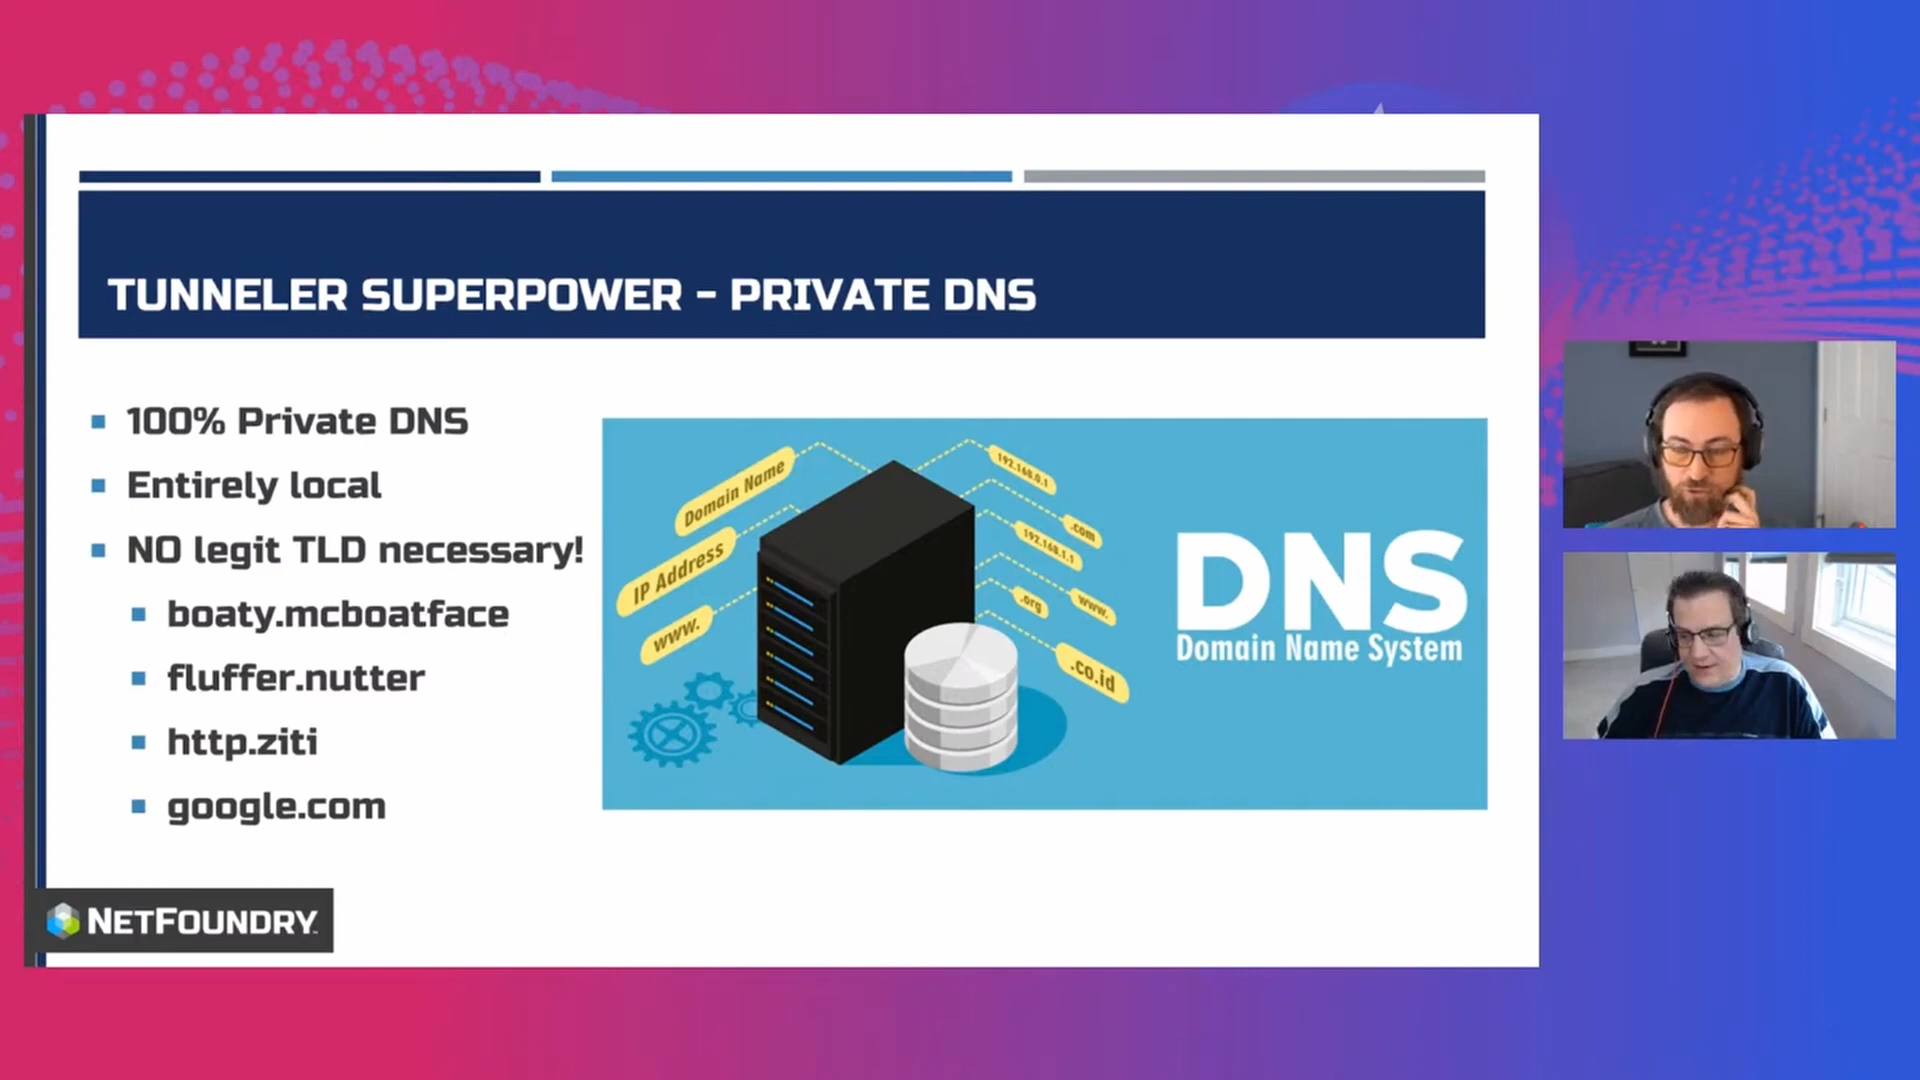 TUNNELER SUPERPOWER - PRIVATE DNS
100% Private DNS
Entirely local
NO legit TLD necessary!
boaty.mcboatface
fluffer.nutter
http.ziti
google.com
Domain Name
IP Address
www.
192.168.0.1
.com
192.168.1.1
.org
www.
.co.id
DNS
Domain Name System
NETFOUNDRY